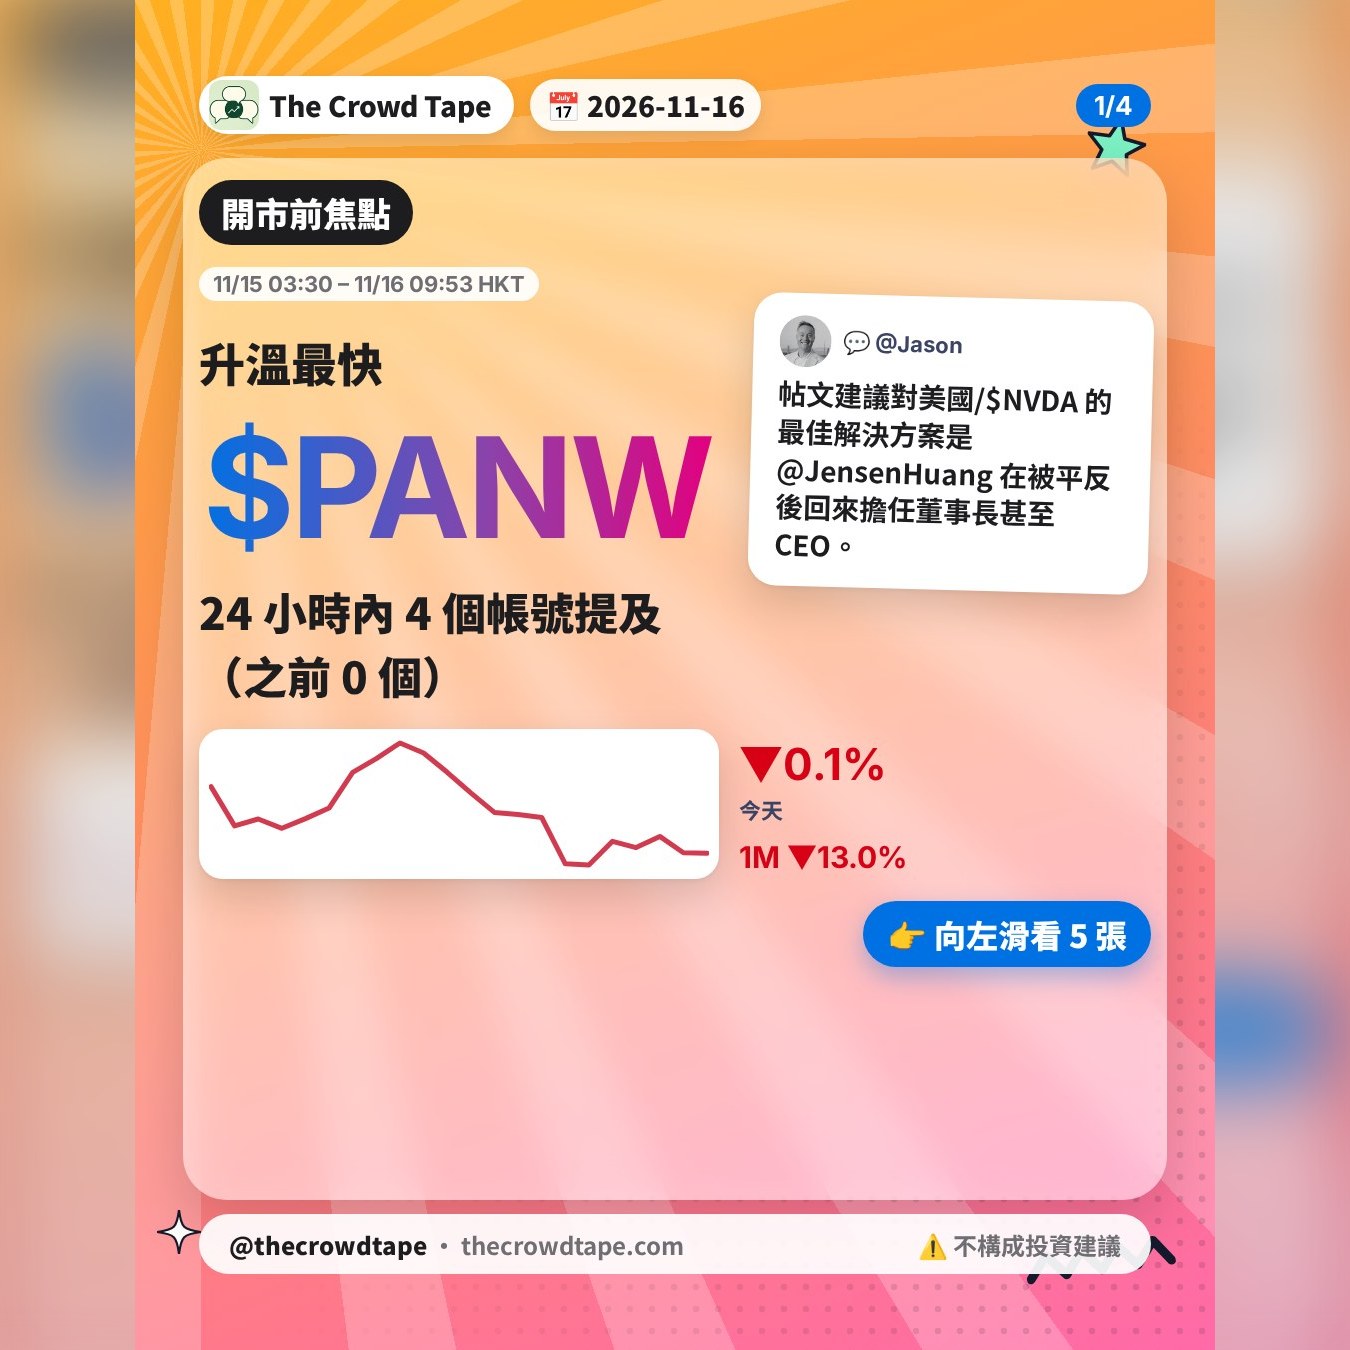 The Crowd Tape
July
17
2026-11-16
1/4
開市前焦點
11/15 03:30 – 11/16 09:53 HKT
升溫最快
$PANW
24 小時內 4 個帳號提及
（之前 0 個）
@Jason
帖文建議對美國/$NVDA 的
最佳解決方案是
@JensenHuang 在被平反
後回來擔任董事長甚至
CEO。
▼0.1%
今天
1M ▼13.0%
👉 向左滑看 5 張
@thecrowdtape · thecrowdtape.com
⚠️ 不構成投資建議